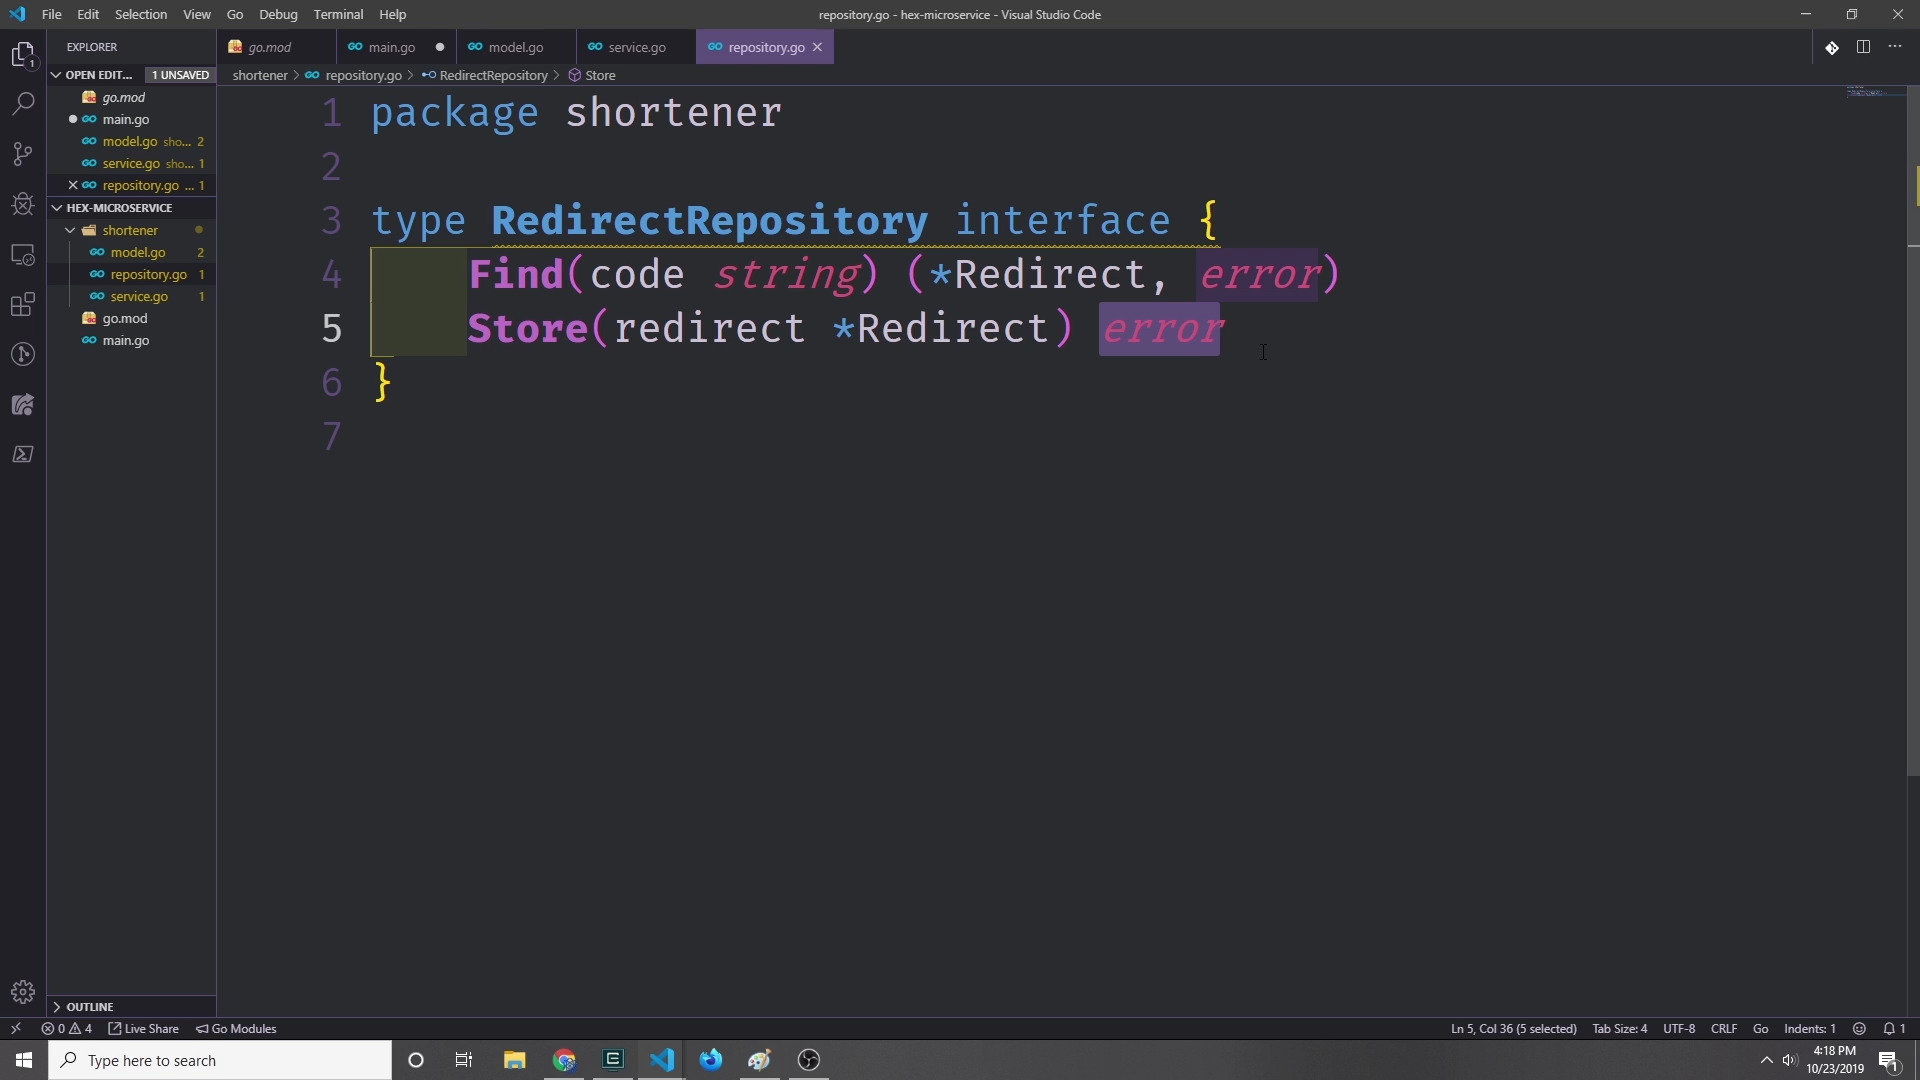 File Edit Selection View Go Debug Terminal Help
repository.go - hex-microservice - Visual Studio Code
EXPLORER
go.mod
main.go
model.go
service.go
repository.go
OPEN EDIT... 1 UNSAVED
shortener > repository.go > RedirectRepository > Store
go.mod
main.go
model.go sho... 2
service.go sho... 1
repository.go ... 1
HEX-MICROSERVICE
shortener
model.go 2
repository.go 1
service.go 1
go.mod
main.go
OUTLINE
1 package shortener
2
3 type RedirectRepository interface {
4 Find(code string) (*Redirect, error)
5 Store(redirect *Redirect) error
6 }
7
0 4 Live Share Go Modules
Ln 5, Col 36 (5 selected) Tab Size: 4 UTF-8 CRLF Go Indents: 1 1
Type here to search
4:18 PM
10/23/2019
1